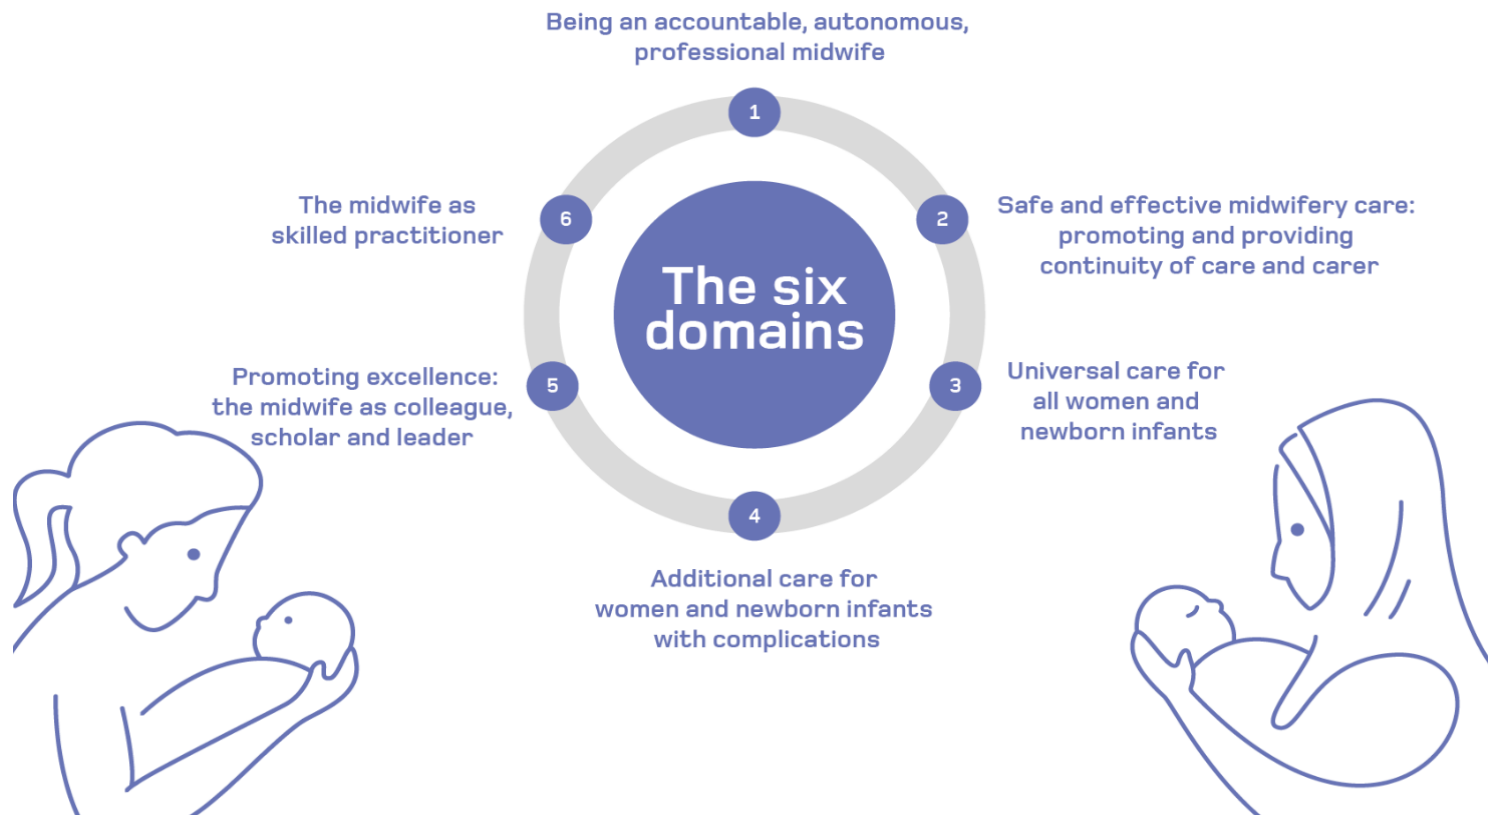 Being an accountable, autonomous,
professional midwife
1
The six
domains
2
Safe and effective midwifery care:
promoting and providing
continuity of care and carer
3
Universal care for
all women and
newborn infants
4
Additional care for
women and newborn infants
with complications
5
Promoting excellence:
the midwife as colleague,
scholar and leader
6
The midwife as
skilled practitioner